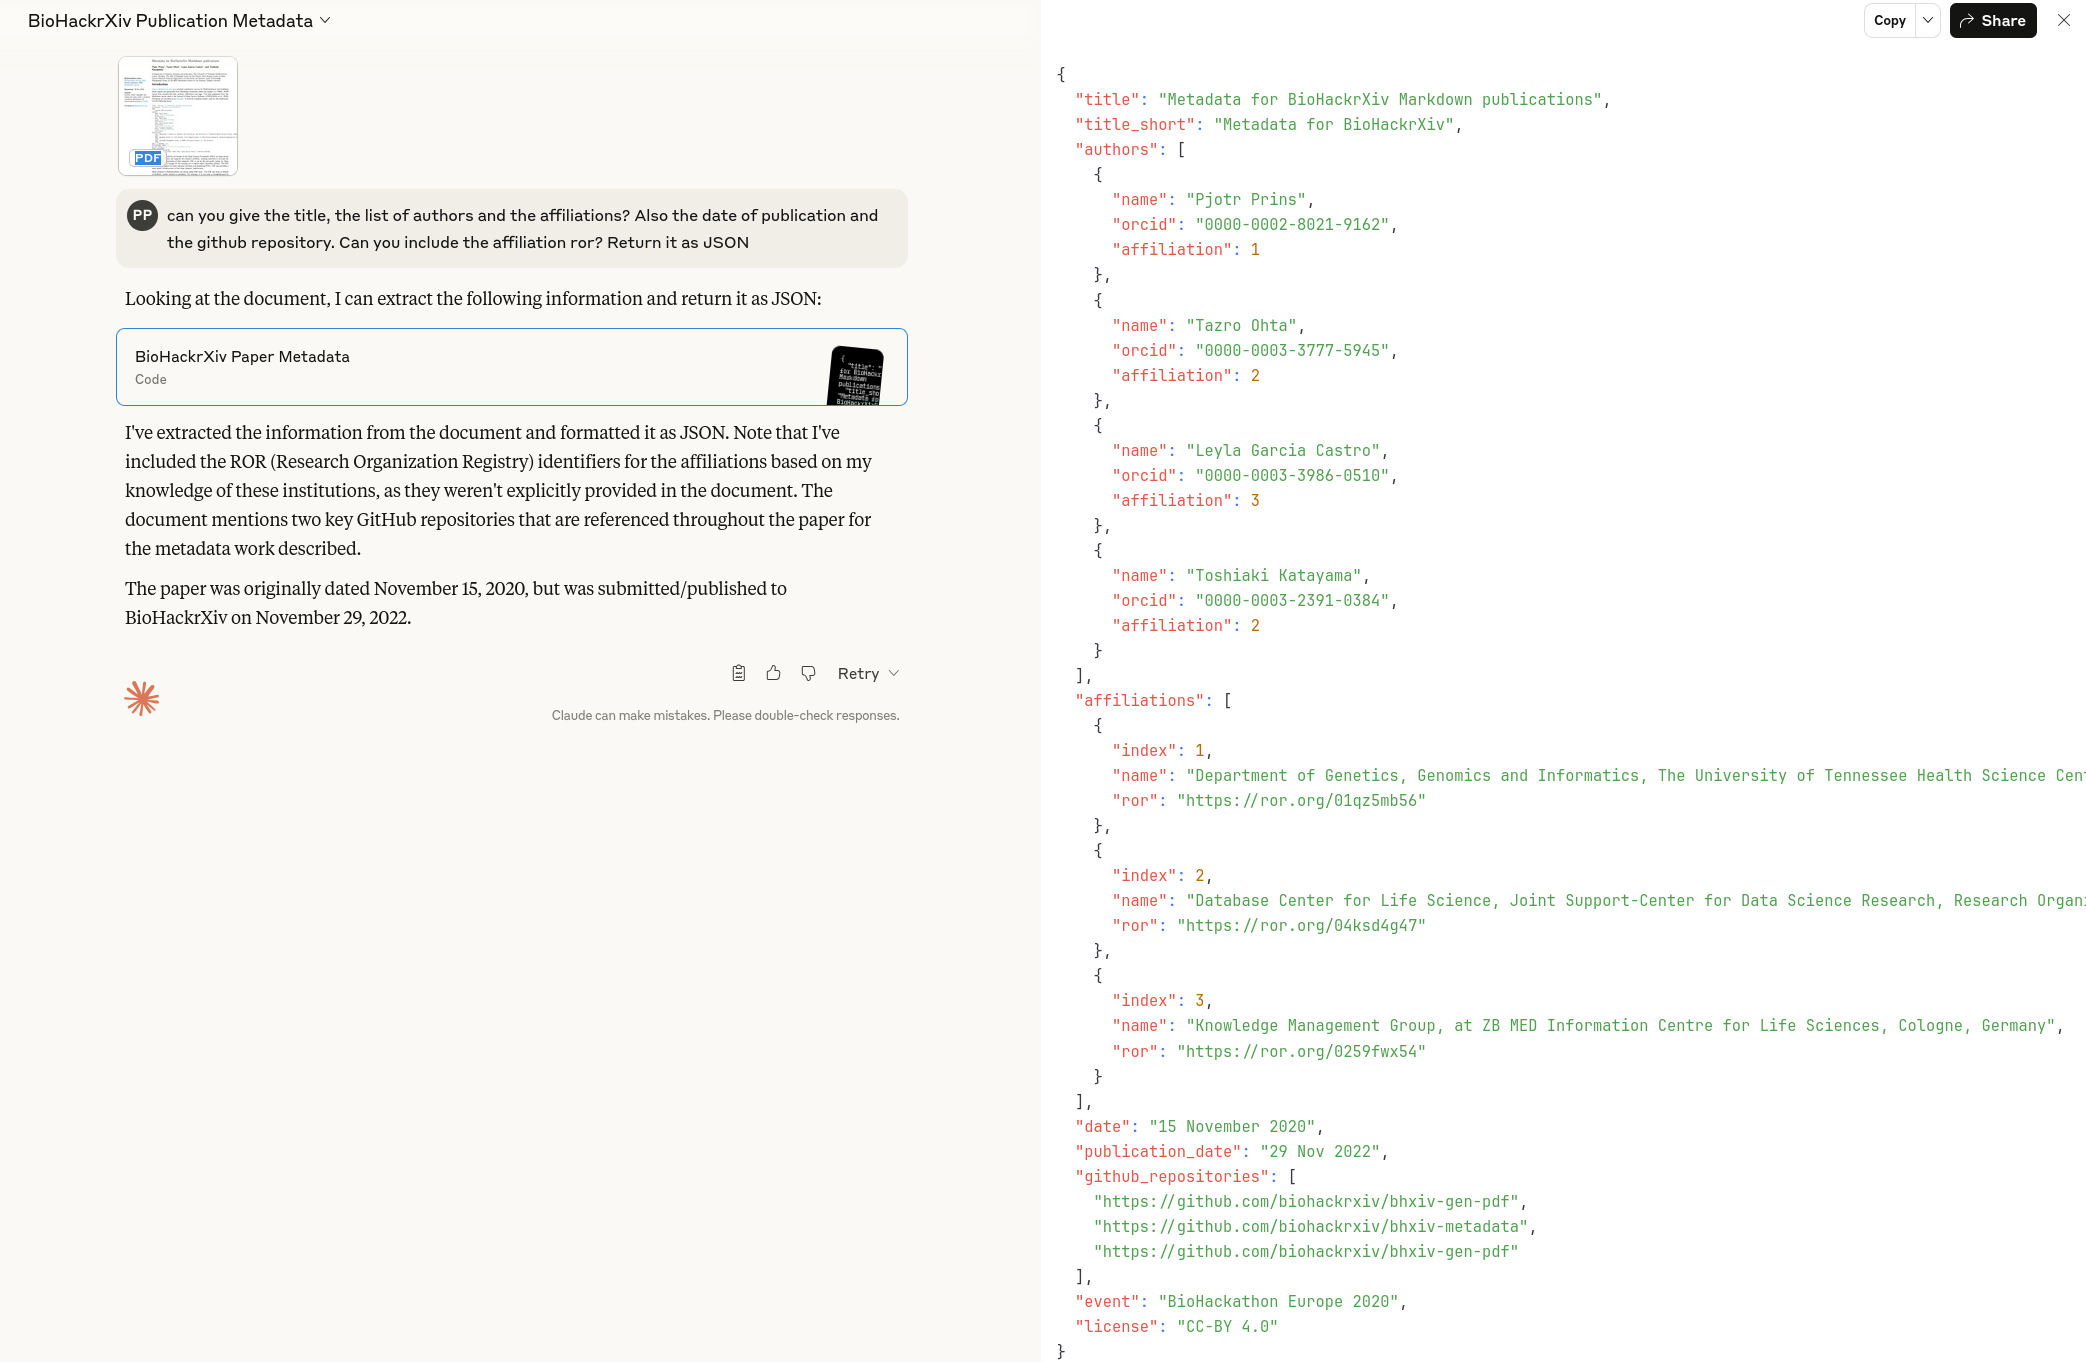 BioHackrXiv Publication Metadata
PDF
PP
can you give the title, the list of authors and the affiliations? Also the date of publication and
the github repository. Can you include the affiliation ror? Return it as JSON
Looking at the document, I can extract the following information and return it as JSON:
BioHackrXiv Paper Metadata
Code
I've extracted the information from the document and formatted it as JSON. Note that I've
included the ROR (Research Organization Registry) identifiers for the affiliations based on my
knowledge of these institutions, as they weren't explicitly provided in the document. The
document mentions two key GitHub repositories that are referenced throughout the paper for
the metadata work described.
The paper was originally dated November 15, 2020, but was submitted/published to
BioHackrXiv on November 29, 2022.
Retry
Claude can make mistakes. Please double-check responses.
Copy
Share
{
"title": "Metadata for BioHackrXiv Markdown publications",
"title_short": "Metadata for BioHackrXiv",
"authors": [
{
"name": "Pjotr Prins",
"orcid": "0000-0002-8021-9162",
"affiliation": 1
},
{
"name": "Tazro Ohta",
"orcid": "0000-0003-3777-5945",
"affiliation": 2
},
{
"name": "Leyla Garcia Castro",
"orcid": "0000-0003-3986-0510",
"affiliation": 3
},
{
"name": "Toshiaki Katayama",
"orcid": "0000-0003-2391-0384",
"affiliation": 2
}
],
"affiliations": [
{
"index": 1,
"name": "Department of Genetics, Genomics and Informatics, The University of Tennessee Health Science Cen
"ror": "https://ror.org/01qz5mb56"
},
{
"index": 2,
"name": "Database Center for Life Science, Joint Support-Center for Data Science Research, Research Organi
"ror": "https://ror.org/04ksd4g47"
},
{
"index": 3,
"name": "Knowledge Management Group, at ZB MED Information Centre for Life Sciences, Cologne, Germany",
"ror": "https://ror.org/0259fwx54"
}
],
"date": "15 November 2020",
"publication_date": "29 Nov 2022",
"github_repositories": [
"https://github.com/biohackrxiv/bhxiv-gen-pdf",
"https://github.com/biohackrxiv/bhxiv-metadata",
"https://github.com/biohackrxiv/bhxiv-gen-pdf"
],
"event": "BioHackathon Europe 2020",
"license": "CC-BY 4.0"
}